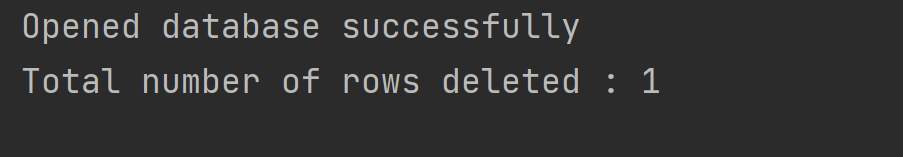 Opened database successfully
Total number of rows deleted : 1